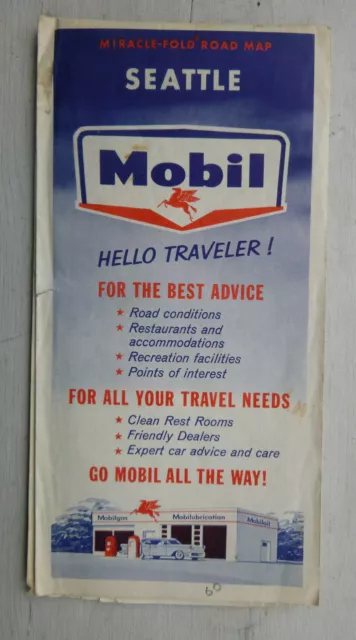 MIRACLE-FOLD ROAD MAP
SEATTLE
Mobil
HELLO TRAVELER!
FOR THE BEST ADVICE
★ Road conditions
★ Restaurants and
accommodations
★ Recreation facilities
★ Points of interest
FOR ALL YOUR TRAVEL NEEDS
★ Clean Rest Rooms
★ Friendly Dealers
★ Expert car advice and care
GO MOBIL ALL THE WAY!
Mobilgas Mobilubrication Mobiloil
60